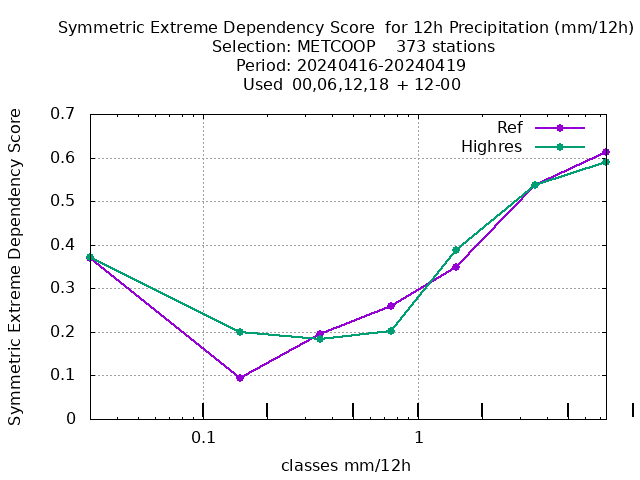 Symmetric Extreme Dependency Score for 12h Precipitation (mm/12h)
Selection: METCOOP 373 stations
Period: 20240416-20240419
Used 00,06,12,18 + 12-00
Symmetric Extreme Dependency Score
0.7
0.6
0.5
0.4
0.3
0.2
0.1
0
Ref
Highres
0.1 1
classes mm/12h